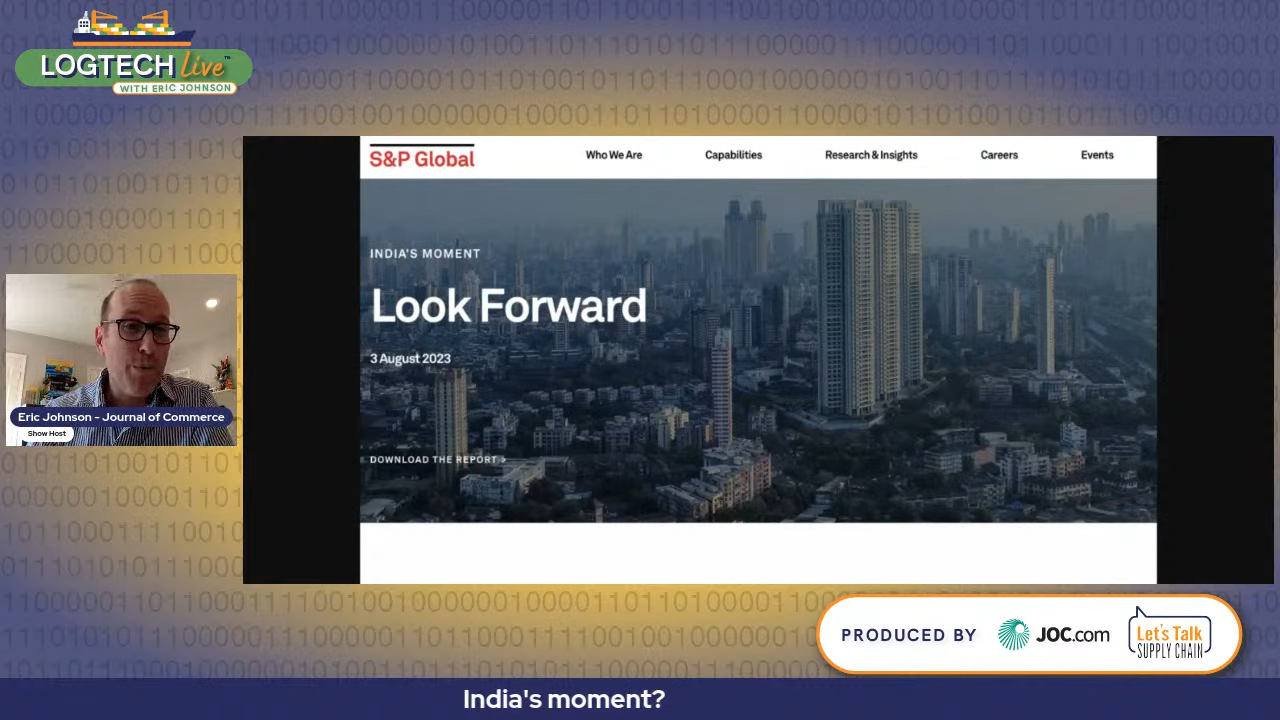 LOGTECH live™
WITH ERIC JOHNSON
S&P Global
Who We Are
Capabilities
Research & Insights
Careers
Events
INDIA'S MOMENT
Look Forward
3 August 2023
DOWNLOAD THE REPORT >
Eric Johnson - Journal of Commerce
Show Host
PRODUCED BY
JOC.com
Let's Talk
SUPPLY CHAIN
India's moment?